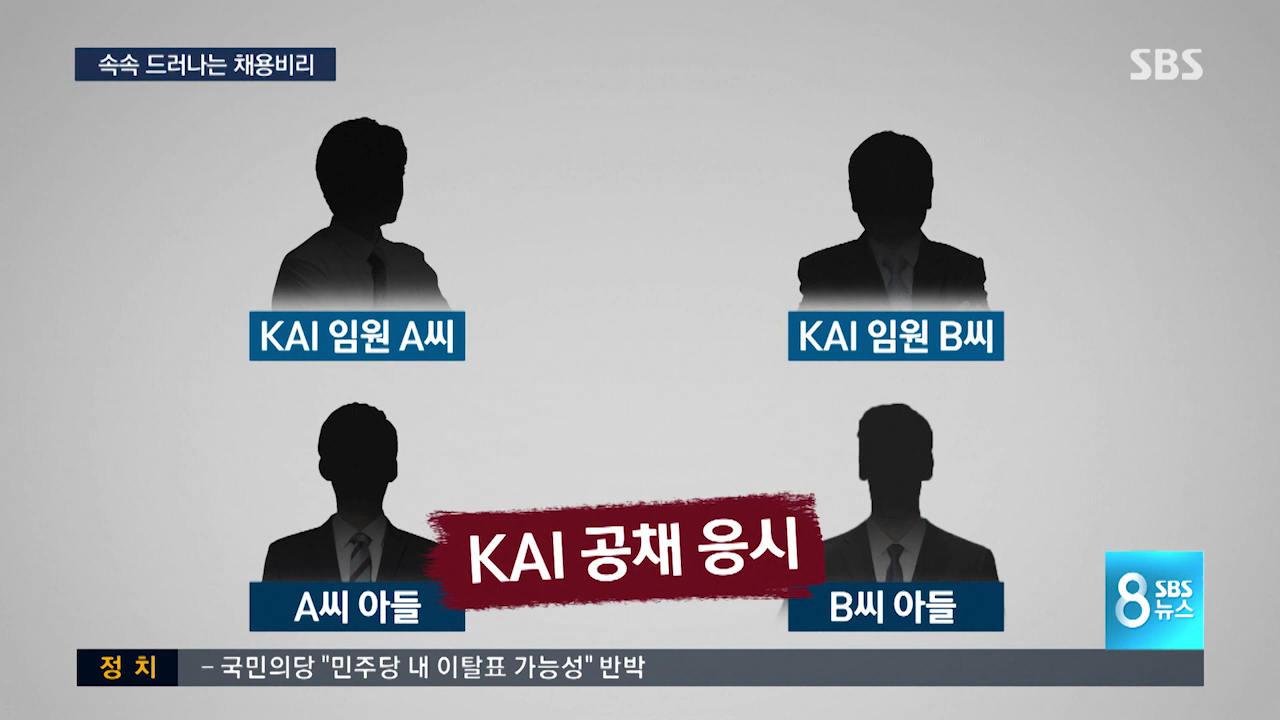 속속 드러나는 채용비리
SBS
KAI 임원 A씨
KAI 임원 B씨
KAI 공채 응시
A씨 아들
B씨 아들
8 SBS 뉴스
정 치
– 국민의당 "민주당 내 이탈표 가능성" 반박